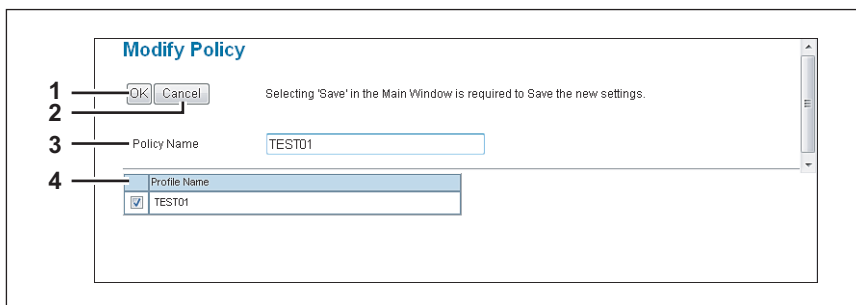 Modify Policy
1 OK Cancel Selecting 'Save' in the Main Window is required to Save the new settings.
2
3 Policy Name TEST01
4 Profile Name
TEST01